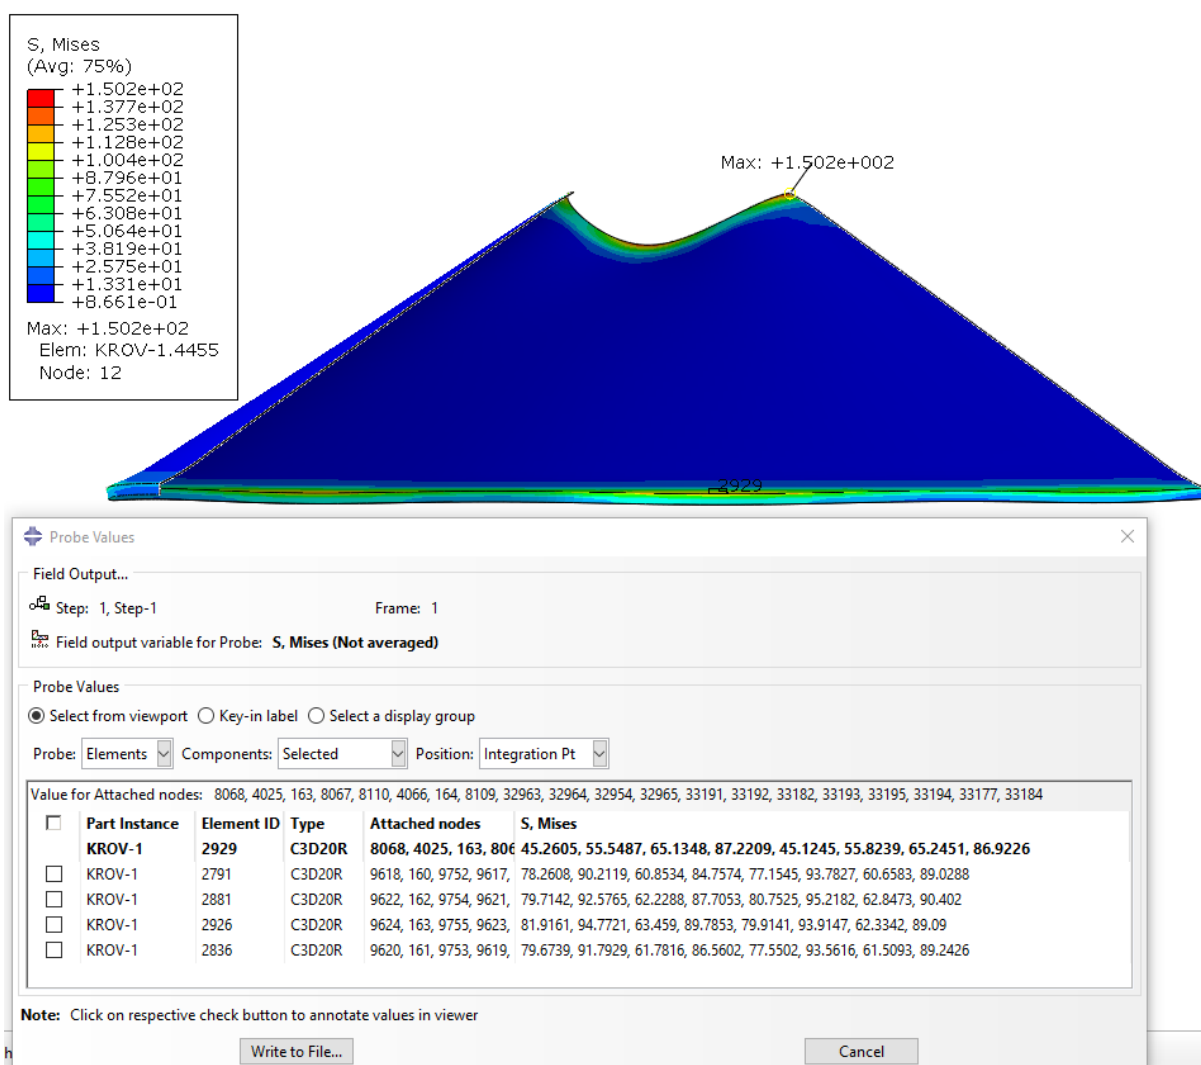 S, Mises
(Avg: 75%)
+1.502e+02
+1.377e+02
+1.253e+02
+1.128e+02
+1.004e+02
+8.796e+01
+7.552e+01
+6.308e+01
+5.064e+01
+3.819e+01
+2.575e+01
+1.331e+01
+8.661e-01
Max: +1.502e+02
Elem: KROV-1.4455
Node: 12
Max: +1.502e+002
2929
Probe Values
Field Output...
Step: 1, Step-1 Frame: 1
Field output variable for Probe: S, Mises (Not averaged)
Probe Values
Select from viewport Key-in label Select a display group
Probe: Elements Components: Selected Position: Integration Pt
Value for Attached nodes: 8068, 4025, 163, 8067, 8110, 4066, 164, 8109, 32963, 32964, 32954, 32965, 33191, 33192, 33182, 33193, 33195, 33194, 33177, 33184
Part Instance Element ID Type Attached nodes S, Mises
KROV-1 2929 C3D20R 8068, 4025, 163, 806 45.2605, 55.5487, 65.1348, 87.2209, 45.1245, 55.8239, 65.2451, 86.9226
KROV-1 2791 C3D20R 9618, 160, 9752, 9617, 78.2608, 90.2119, 60.8534, 84.7574, 77.1545, 93.7827, 60.6583, 89.0288
KROV-1 2881 C3D20R 9622, 162, 9754, 9621, 79.7142, 92.5765, 62.2288, 87.7053, 80.7525, 95.2182, 62.8473, 90.402
KROV-1 2926 C3D20R 9624, 163, 9755, 9623, 81.9161, 94.7721, 63.459, 89.7853, 79.9141, 93.9147, 62.3342, 89.09
KROV-1 2836 C3D20R 9620, 161, 9753, 9619, 79.6739, 91.7929, 61.7816, 86.5602, 77.5502, 93.5616, 61.5093, 89.2426
Note: Click on respective check button to annotate values in viewer
h
Write to File... Cancel